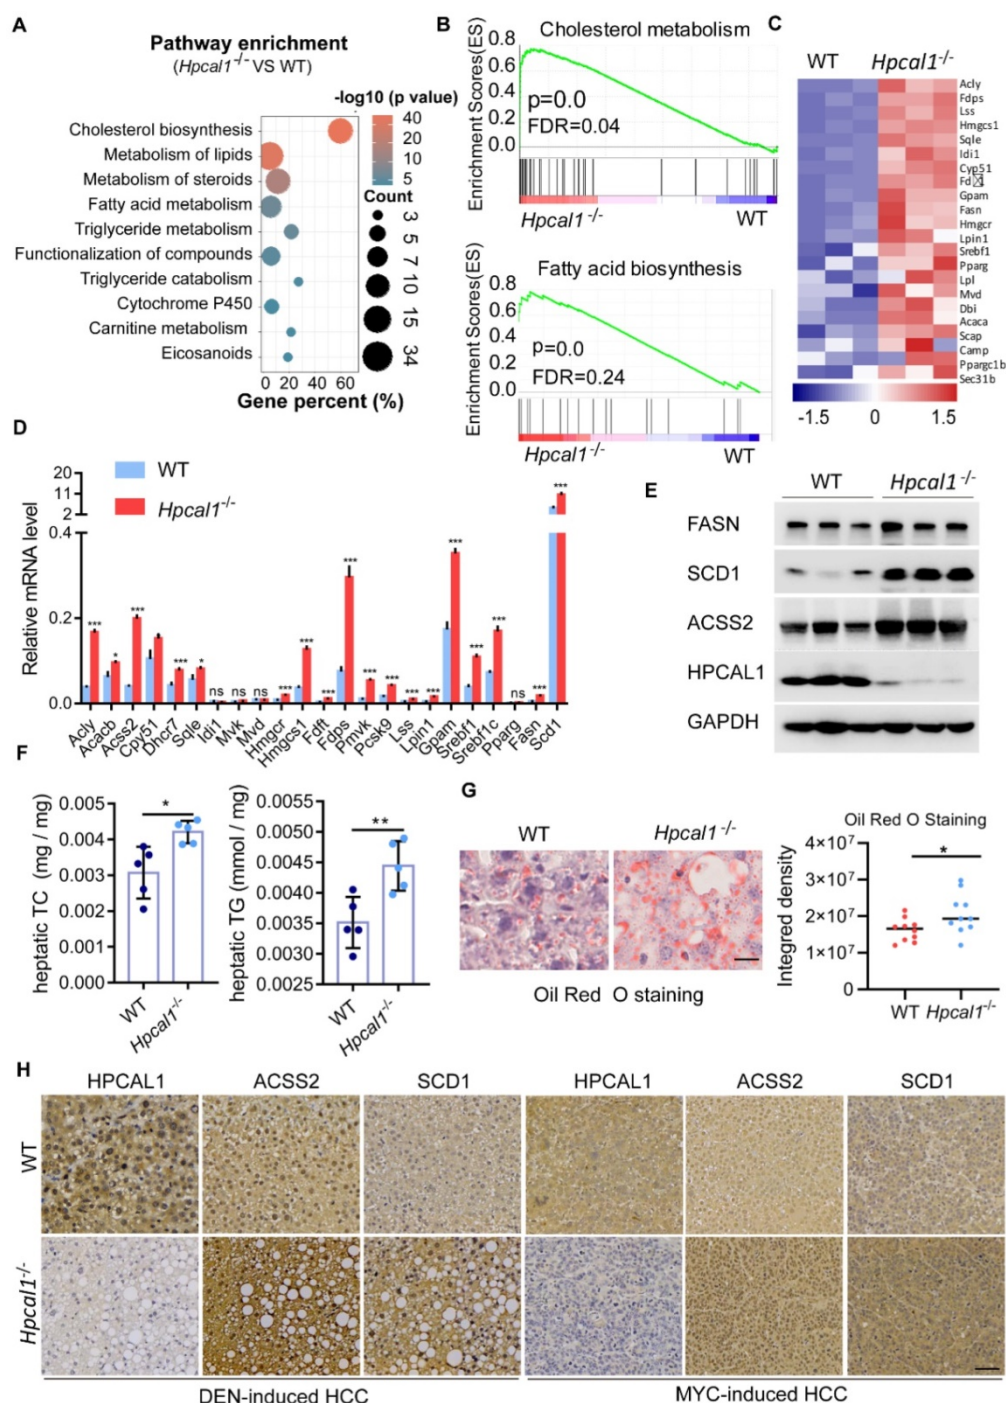 A
Pathway enrichment
(Hpcal1-/- VS WT)
-log10 (p value)
40
20
10
5
Count
3
5
7
10
15
34
Cholesterol biosynthesis
Metabolism of lipids
Metabolism of steroids
Fatty acid metabolism
Triglyceride metabolism
Functionalization of compounds
Triglyceride catabolism
Cytochrome P450
Carnitine metabolism
Eicosanoids
0 20 40 60
Gene percent (%)
B
Cholesterol metabolism
Enrichment Scores(ES)
0.8
0.6
0.4
0.2
0.0
p=0.0
FDR=0.04
Hpcal1-/- WT
Fatty acid biosynthesis
Enrichment Scores(ES)
0.8
0.6
0.4
0.2
0.0
p=0.0
FDR=0.24
Hpcal1-/- WT
C
WT Hpcal1-/-
Acly
Fdps
Lss
Hmgcs1
Sqle
Idi1
Cyp51
Gpam
Fasn
Hmgcr
Lpin1
Srebf1
Pparg
Lpl
Mvd
Dbi
Acaca
Scap
Camp
Ppargc1b
Sec31b
-1.5 0 1.5
D
WT
Hpcal1-/-
Relative mRNA level
20
11
2
0.4
0.2
0.0
*** * *** *** * ns ns ns *** *** *** *** *** *** *** *** *** *** *** ns *** ***
Acly Acacb Acss2 Cpy51 Dhcr7 Sqle Idi1 Mvk Mvd Hmgcr Hmgcs1 Fdft Fdps Pmvk Pcsk9 Lss Lpin1 Gpam Srebf1 Srebf1c Pparg Fasn Scd1
E
WT Hpcal1-/-
FASN
SCD1
ACSS2
HPCAL1
GAPDH
F
heptatic TC (mg / mg)
0.005
0.004
0.003
0.002
0.001
0.000
*
WT Hpcal1-/-
heptatic TG (mmol / mg)
0.0055
0.0045
0.0035
0.0025
**
WT Hpcal1-/-
G
WT Hpcal1-/-
Oil Red O staining
Oil Red O Staining
Integred density
4×10⁷
3×10⁷
2×10⁷
1×10⁷
0
*
WT Hpcal1-/-
H
HPCAL1 ACSS2 SCD1 HPCAL1 ACSS2 SCD1
WT
Hpcal1-/-
DEN-induced HCC MYC-induced HCC